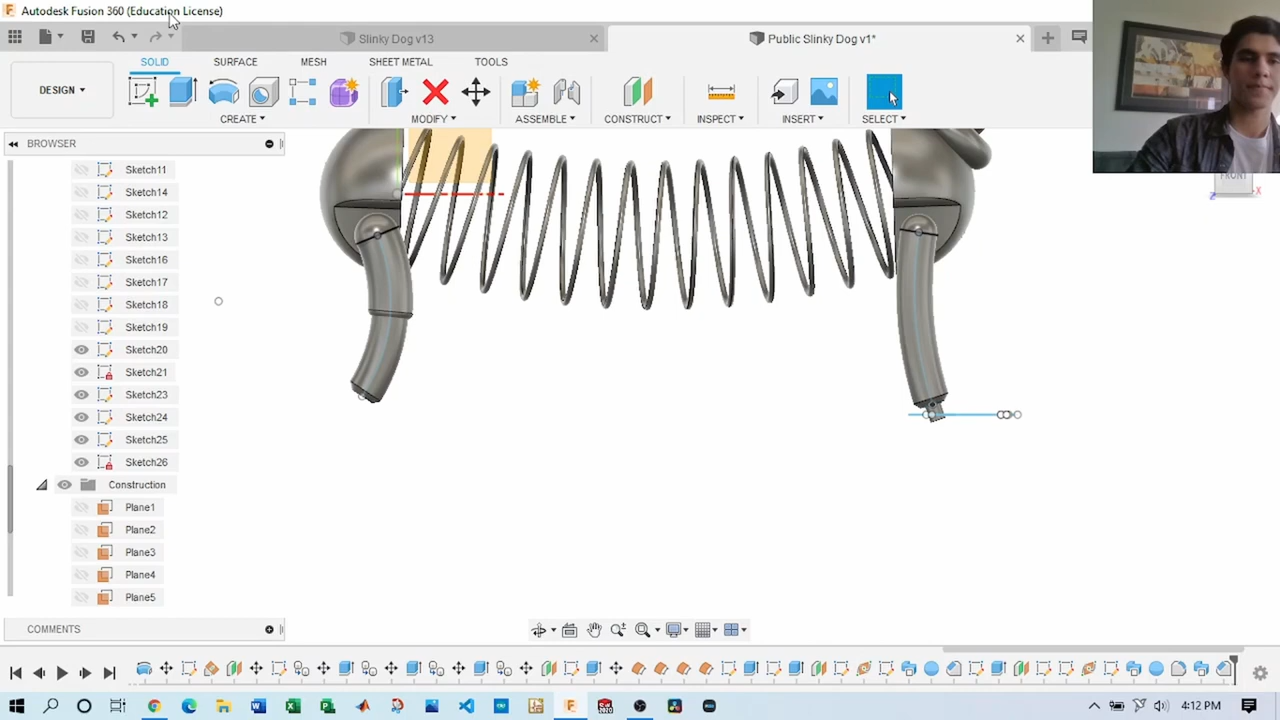 Autodesk Fusion 360 (Education License)
Slinky Dog v13
Public Slinky Dog v1*
SOLID
SURFACE
MESH
SHEET METAL
TOOLS
DESIGN
CREATE
MODIFY
ASSEMBLE
CONSTRUCT
INSPECT
INSERT
SELECT
BROWSER
FRONT
X
Z
Sketch11
Sketch14
Sketch12
Sketch13
Sketch16
Sketch17
Sketch18
Sketch19
Sketch20
Sketch21
Sketch23
Sketch24
Sketch25
Sketch26
Construction
Plane1
Plane2
Plane3
Plane4
Plane5
COMMENTS
4:12 PM